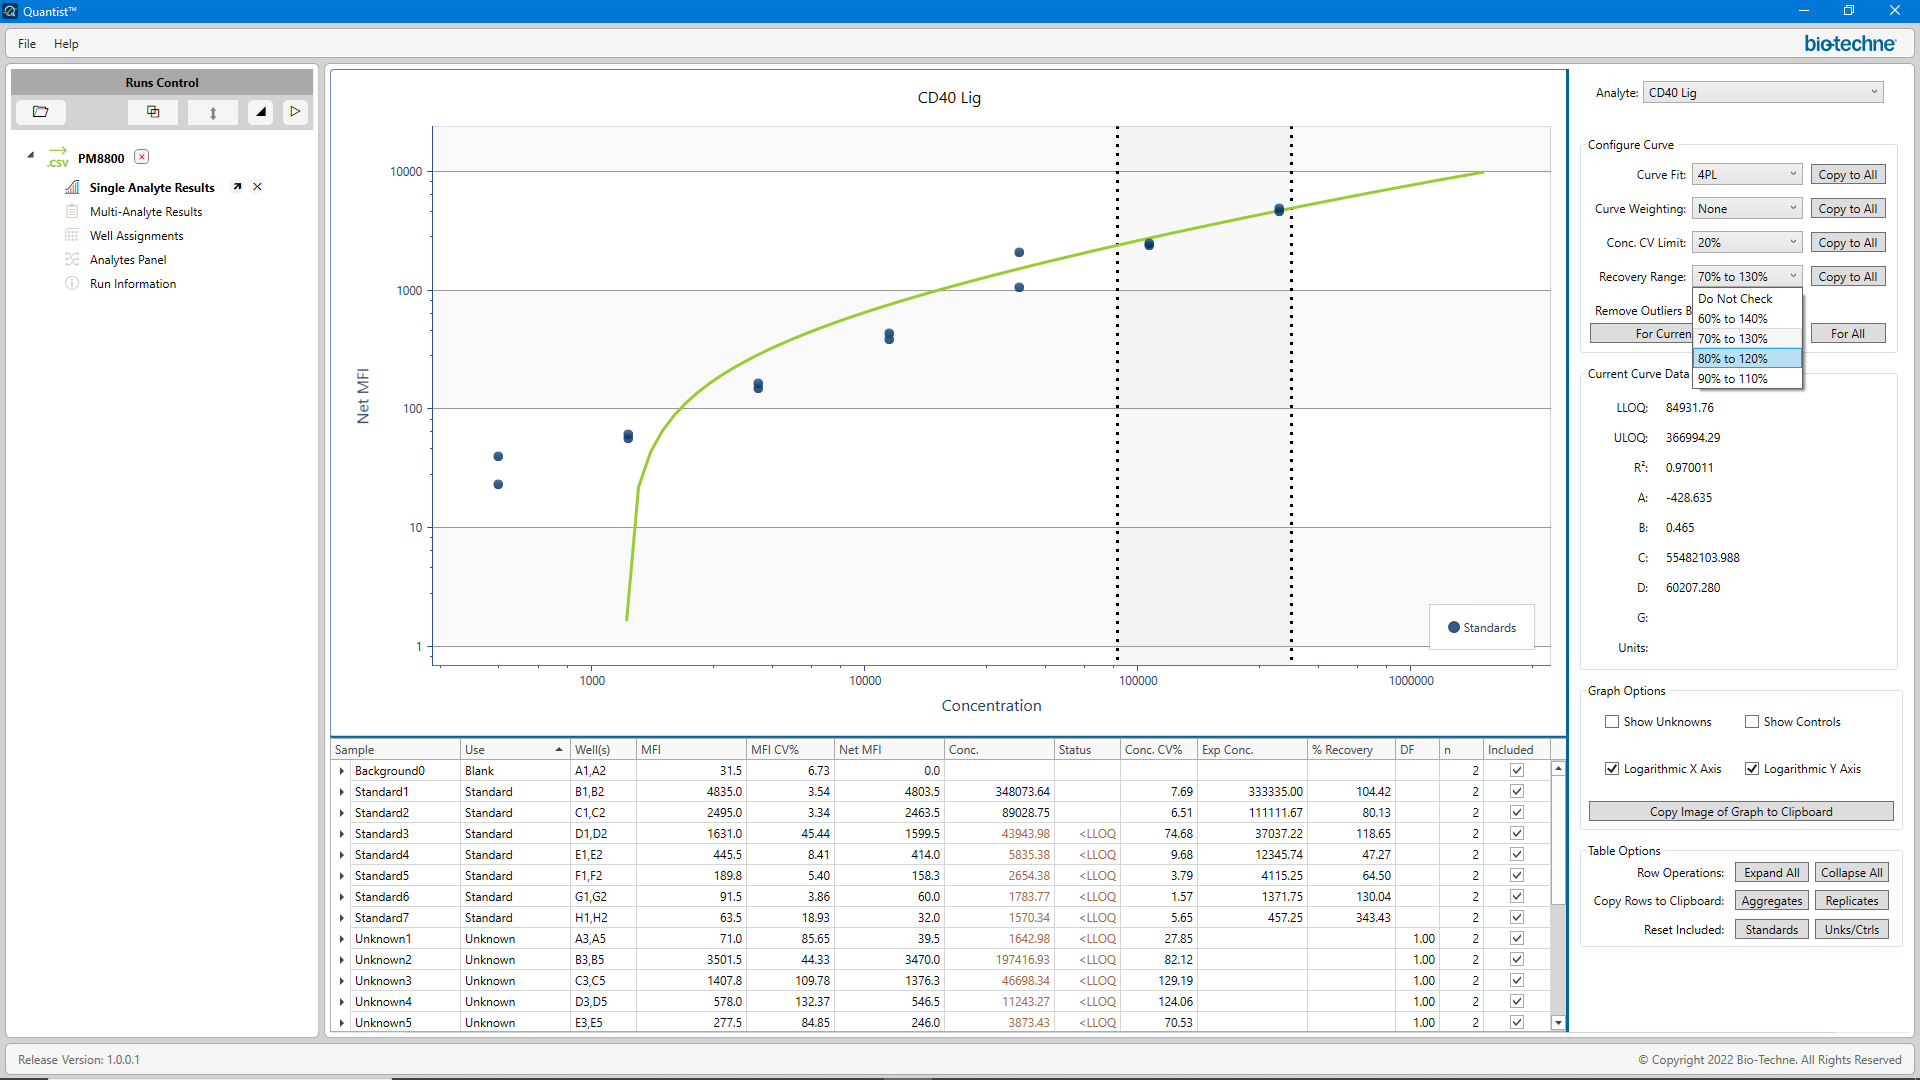 Quantist™
File Help
bio-techne
Runs Control
.CSV PM8800
Single Analyte Results
Multi-Analyte Results
Well Assignments
Analytes Panel
Run Information
CD40 Lig
Net MFI
10000
1000
100
10
1
1000 10000 100000 1000000
Concentration
Standards
Analyte: CD40 Lig
Configure Curve
Curve Fit: 4PL Copy to All
Curve Weighting: None Copy to All
Conc. CV Limit: 20% Copy to All
Recovery Range: 70% to 130% Copy to All
Do Not Check
60% to 140%
70% to 130%
80% to 120%
90% to 110%
Remove Outliers B
For Curren For All
Current Curve Data
LLOQ: 84931.76
ULOQ: 366994.29
R²: 0.970011
A: -428.635
B: 0.465
C: 55482103.988
D: 60207.280
G:
Units:
Graph Options
Show Unknowns Show Controls
Logarithmic X Axis Logarithmic Y Axis
Copy Image of Graph to Clipboard
Table Options
Row Operations: Expand All Collapse All
Copy Rows to Clipboard: Aggregates Replicates
Reset Included: Standards Unks/Ctrls
Sample Use Well(s) MFI MFI CV% Net MFI Conc. Status Conc. CV% Exp Conc. % Recovery DF n Included
Background0 Blank A1,A2 31.5 6.73 0.0 2
Standard1 Standard B1,B2 4835.0 3.54 4803.5 348073.64 7.69 333335.00 104.42 2
Standard2 Standard C1,C2 2495.0 3.34 2463.5 89028.75 6.51 111111.67 80.13 2
Standard3 Standard D1,D2 1631.0 45.44 1599.5 43943.98 <LLOQ 74.68 37037.22 118.65 2
Standard4 Standard E1,E2 445.5 8.41 414.0 5835.38 <LLOQ 9.68 12345.74 47.27 2
Standard5 Standard F1,F2 189.8 5.40 158.3 2654.38 <LLOQ 3.79 4115.25 64.50 2
Standard6 Standard G1,G2 91.5 3.86 60.0 1783.77 <LLOQ 1.57 1371.75 130.04 2
Standard7 Standard H1,H2 63.5 18.93 32.0 1570.34 <LLOQ 5.65 457.25 343.43 2
Unknown1 Unknown A3,A5 71.0 85.65 39.5 1642.98 <LLOQ 27.85 1.00 2
Unknown2 Unknown B3,B5 3501.5 44.33 3470.0 197416.93 <LLOQ 82.12 1.00 2
Unknown3 Unknown C3,C5 1407.8 109.78 1376.3 46698.34 <LLOQ 129.19 1.00 2
Unknown4 Unknown D3,D5 578.0 132.37 546.5 11243.27 <LLOQ 124.06 1.00 2
Unknown5 Unknown E3,E5 277.5 84.85 246.0 3873.43 <LLOQ 70.53 1.00 2
Release Version: 1.0.0.1
© Copyright 2022 Bio-Techne. All Rights Reserved